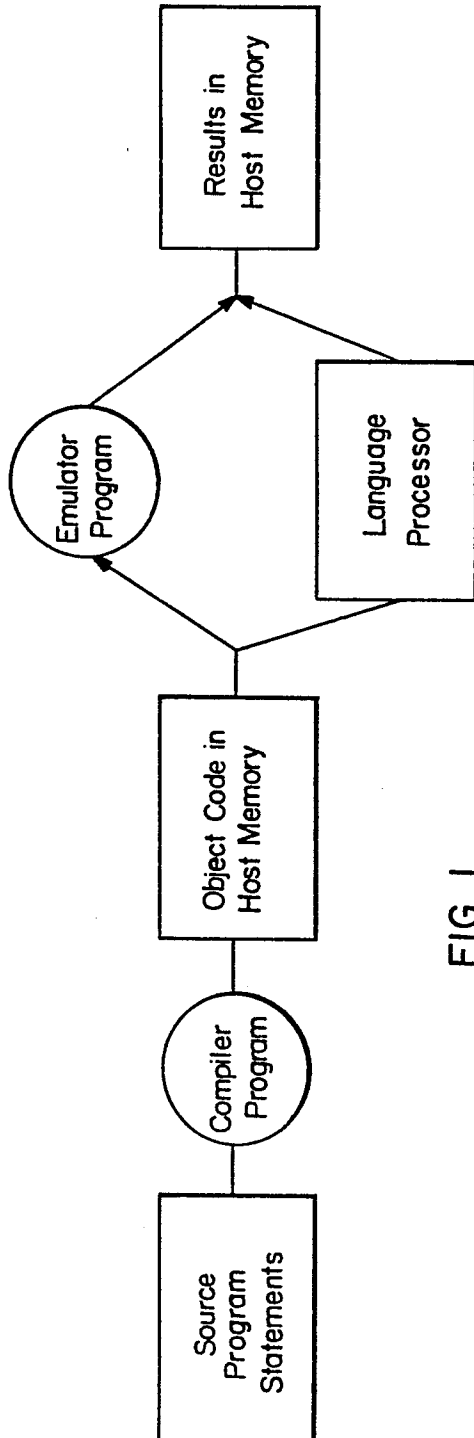 Source
Program
Statements
Compiler
Program
Object Code in
Host Memory
Emulator
Program
Language
Processor
Results in
Host Memory
FIG. 1